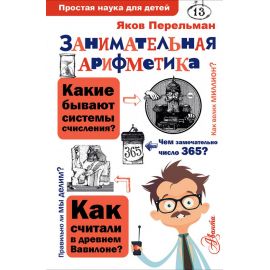 Простая наука для детей
13
Яков Перельман
ЗАНИМАТЕЛЬНАЯ
АРИФМЕТИКА
Какие
бывают
системы
счисления?
Как велик МИЛЛИОН?
365
Чем замечательно
число 365?
Правильно ли МЫ ДЕЛИМ?
Как
считали
в древнем
Вавилоне?
Аванта